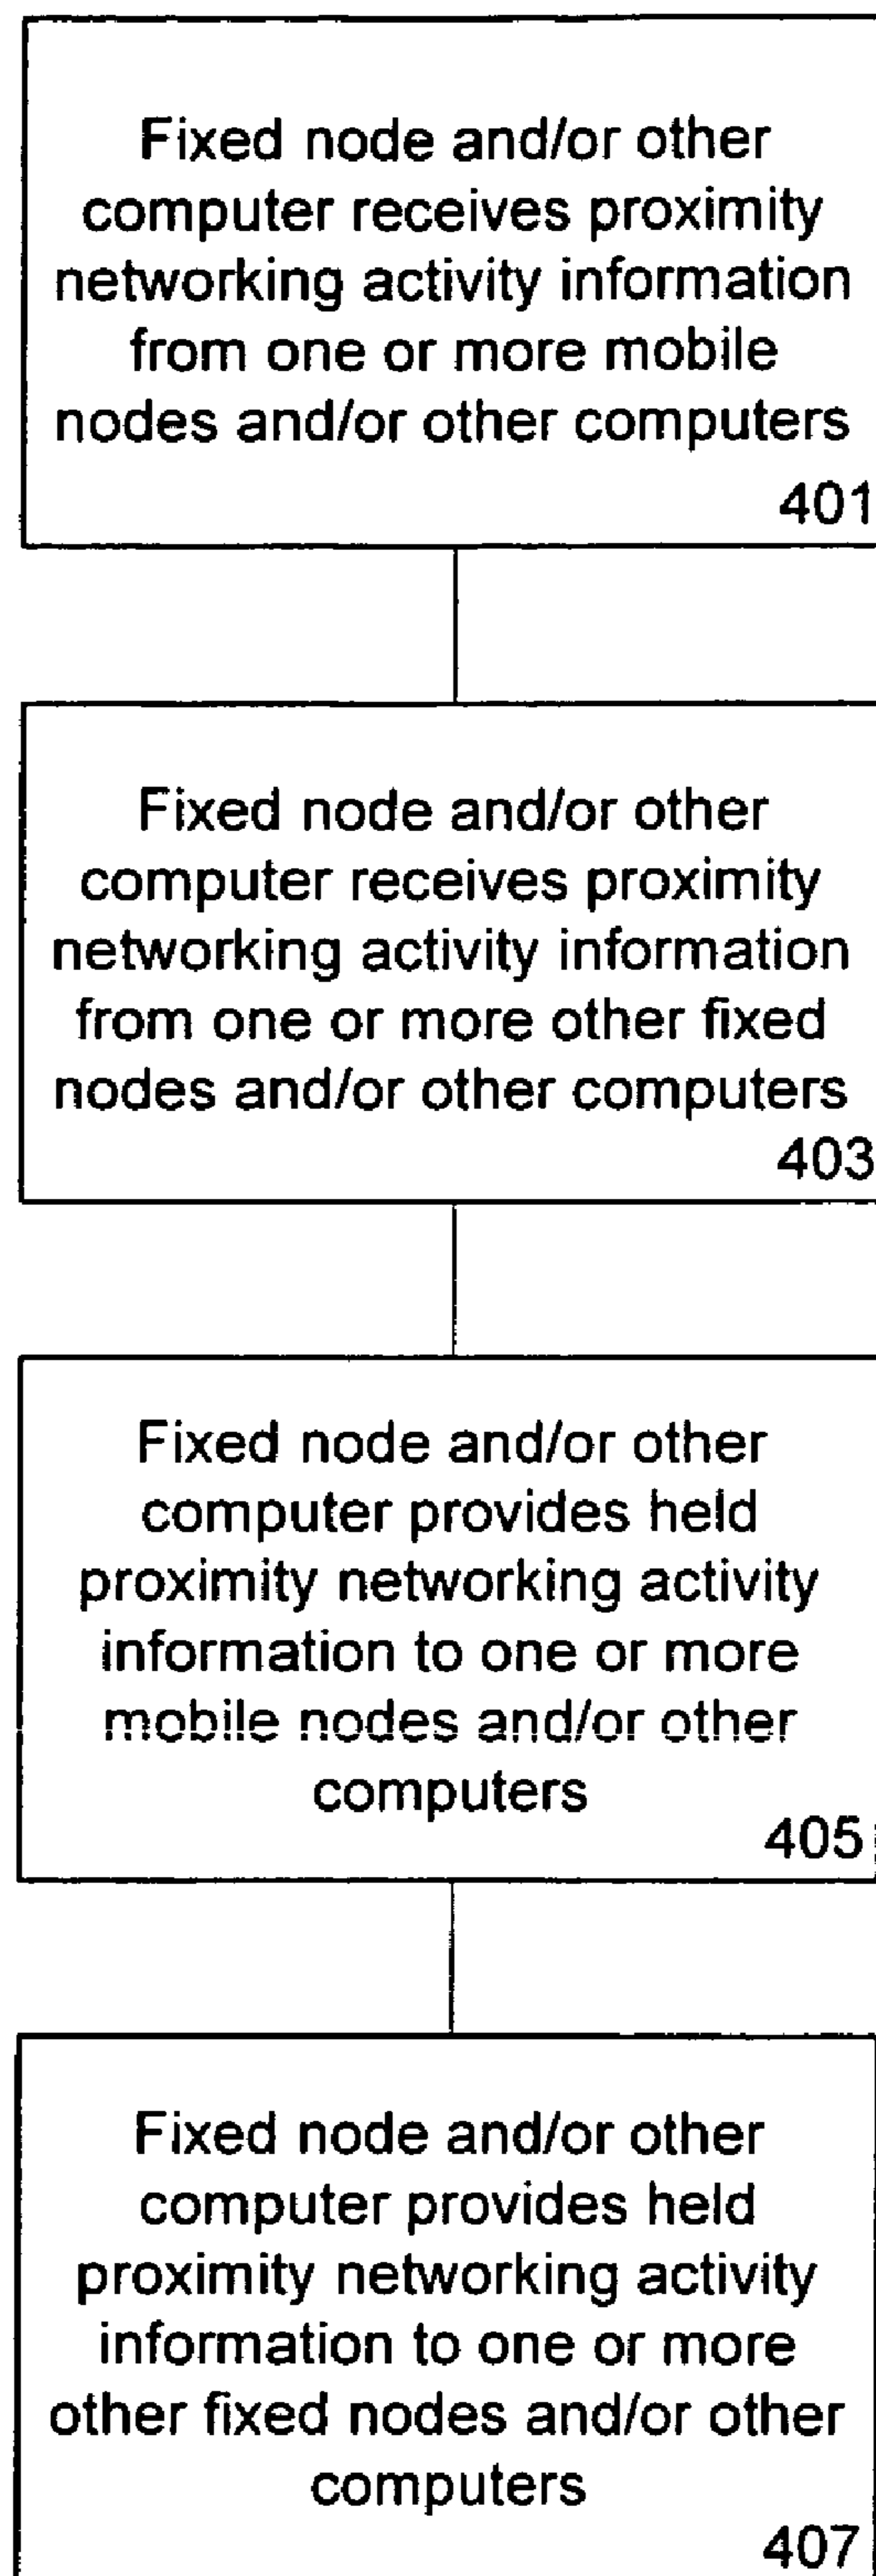 Fixed node and/or other
computer receives proximity
networking activity information
from one or more mobile
nodes and/or other computers
401
Fixed node and/or other
computer receives proximity
networking activity information
from one or more other fixed
nodes and/or other computers
403
Fixed node and/or other
computer provides held
proximity networking activity
information to one or more
mobile nodes and/or other
computers
405
Fixed node and/or other
computer provides held
proximity networking activity
information to one or more
other fixed nodes and/or other
computers
407